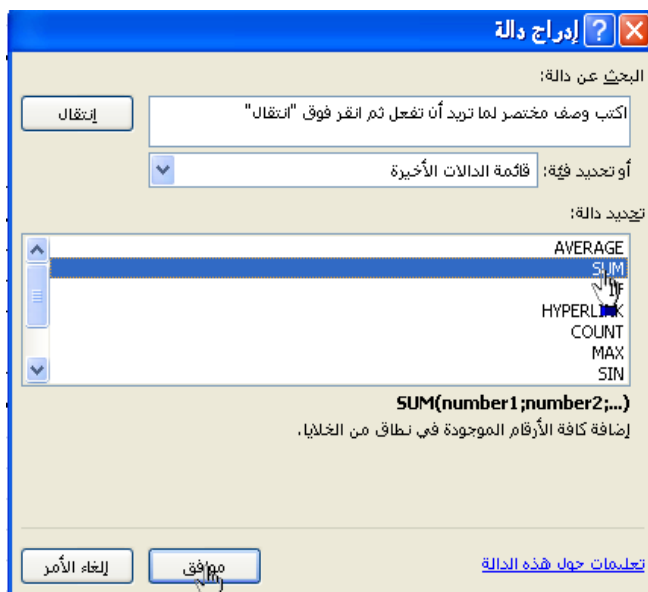 إدراج دالة
البحث عن دالة:
اكتب وصف مختصر لما تريد أن تفعل ثم انقر فوق "انتقال"
إنتقال
أو تحديد فئة: قائمة الدالات الأخيرة
تحديد دالة:
AVERAGE
SUM
IF
HYPERLINK
COUNT
MAX
SIN
SUM(number1;number2;...)
إضافة كافة الأرقام الموجودة في نطاق من الخلايا.
تعليمات حول هذه الدالة
موافق
إلغاء الأمر